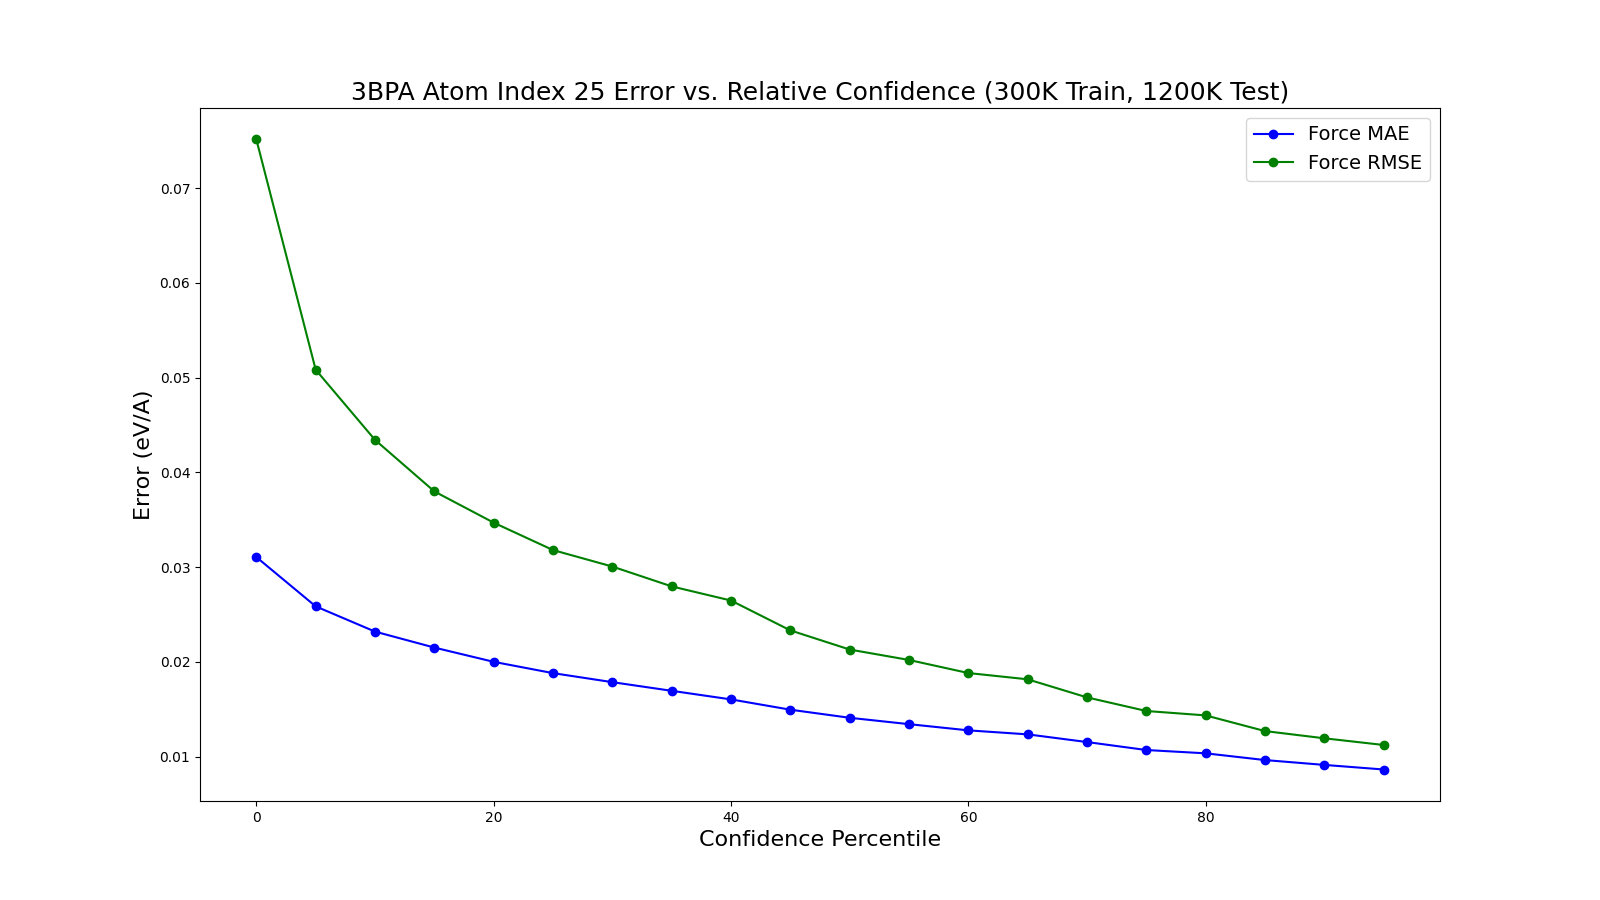 3BPA Atom Index 25 Error vs. Relative Confidence (300K Train, 1200K Test)
Force MAE
Force RMSE
0.07
0.06
0.05
0.04
0.03
0.02
0.01
Error (eV/A)
0
20
40
60
80
Confidence Percentile